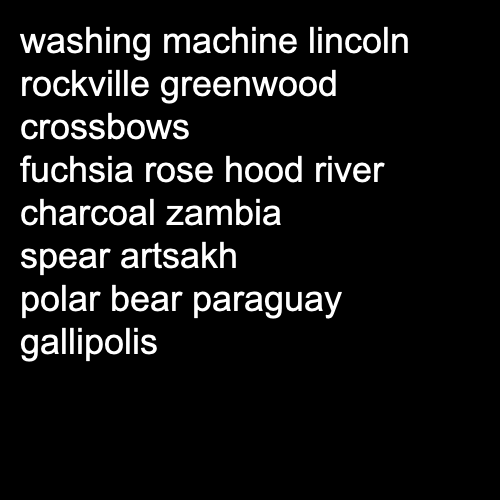 washing machine lincoln
rockville greenwood
crossbows
fuchsia rose hood river
charcoal zambia
spear artsakh
polar bear paraguay
gallipolis